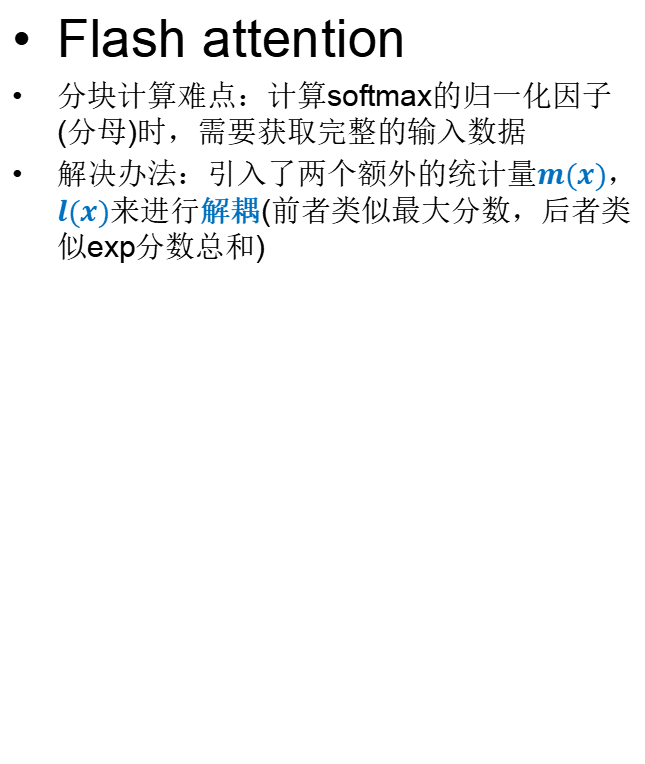 • Flash attention
• 分块计算难点：计算softmax的归一化因子
(分母)时，需要获取完整的输入数据
• 解决办法：引入了两个额外的统计量m(x)，
l(x)来进行解耦(前者类似最大分数，后者类
似exp分数总和)